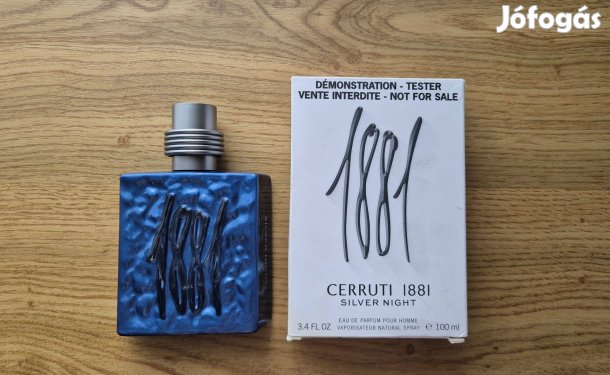 Jófogás
DÉMONSTRATION - TESTER
VENTE INTERDITE - NOT FOR SALE
1881
1881
CERRUTI 1881
SILVER NIGHT
EAU DE PARFUM POUR HOMME
3.4 FL OZ VAPORISATEUR NATURAL SPRAY e 100 ml